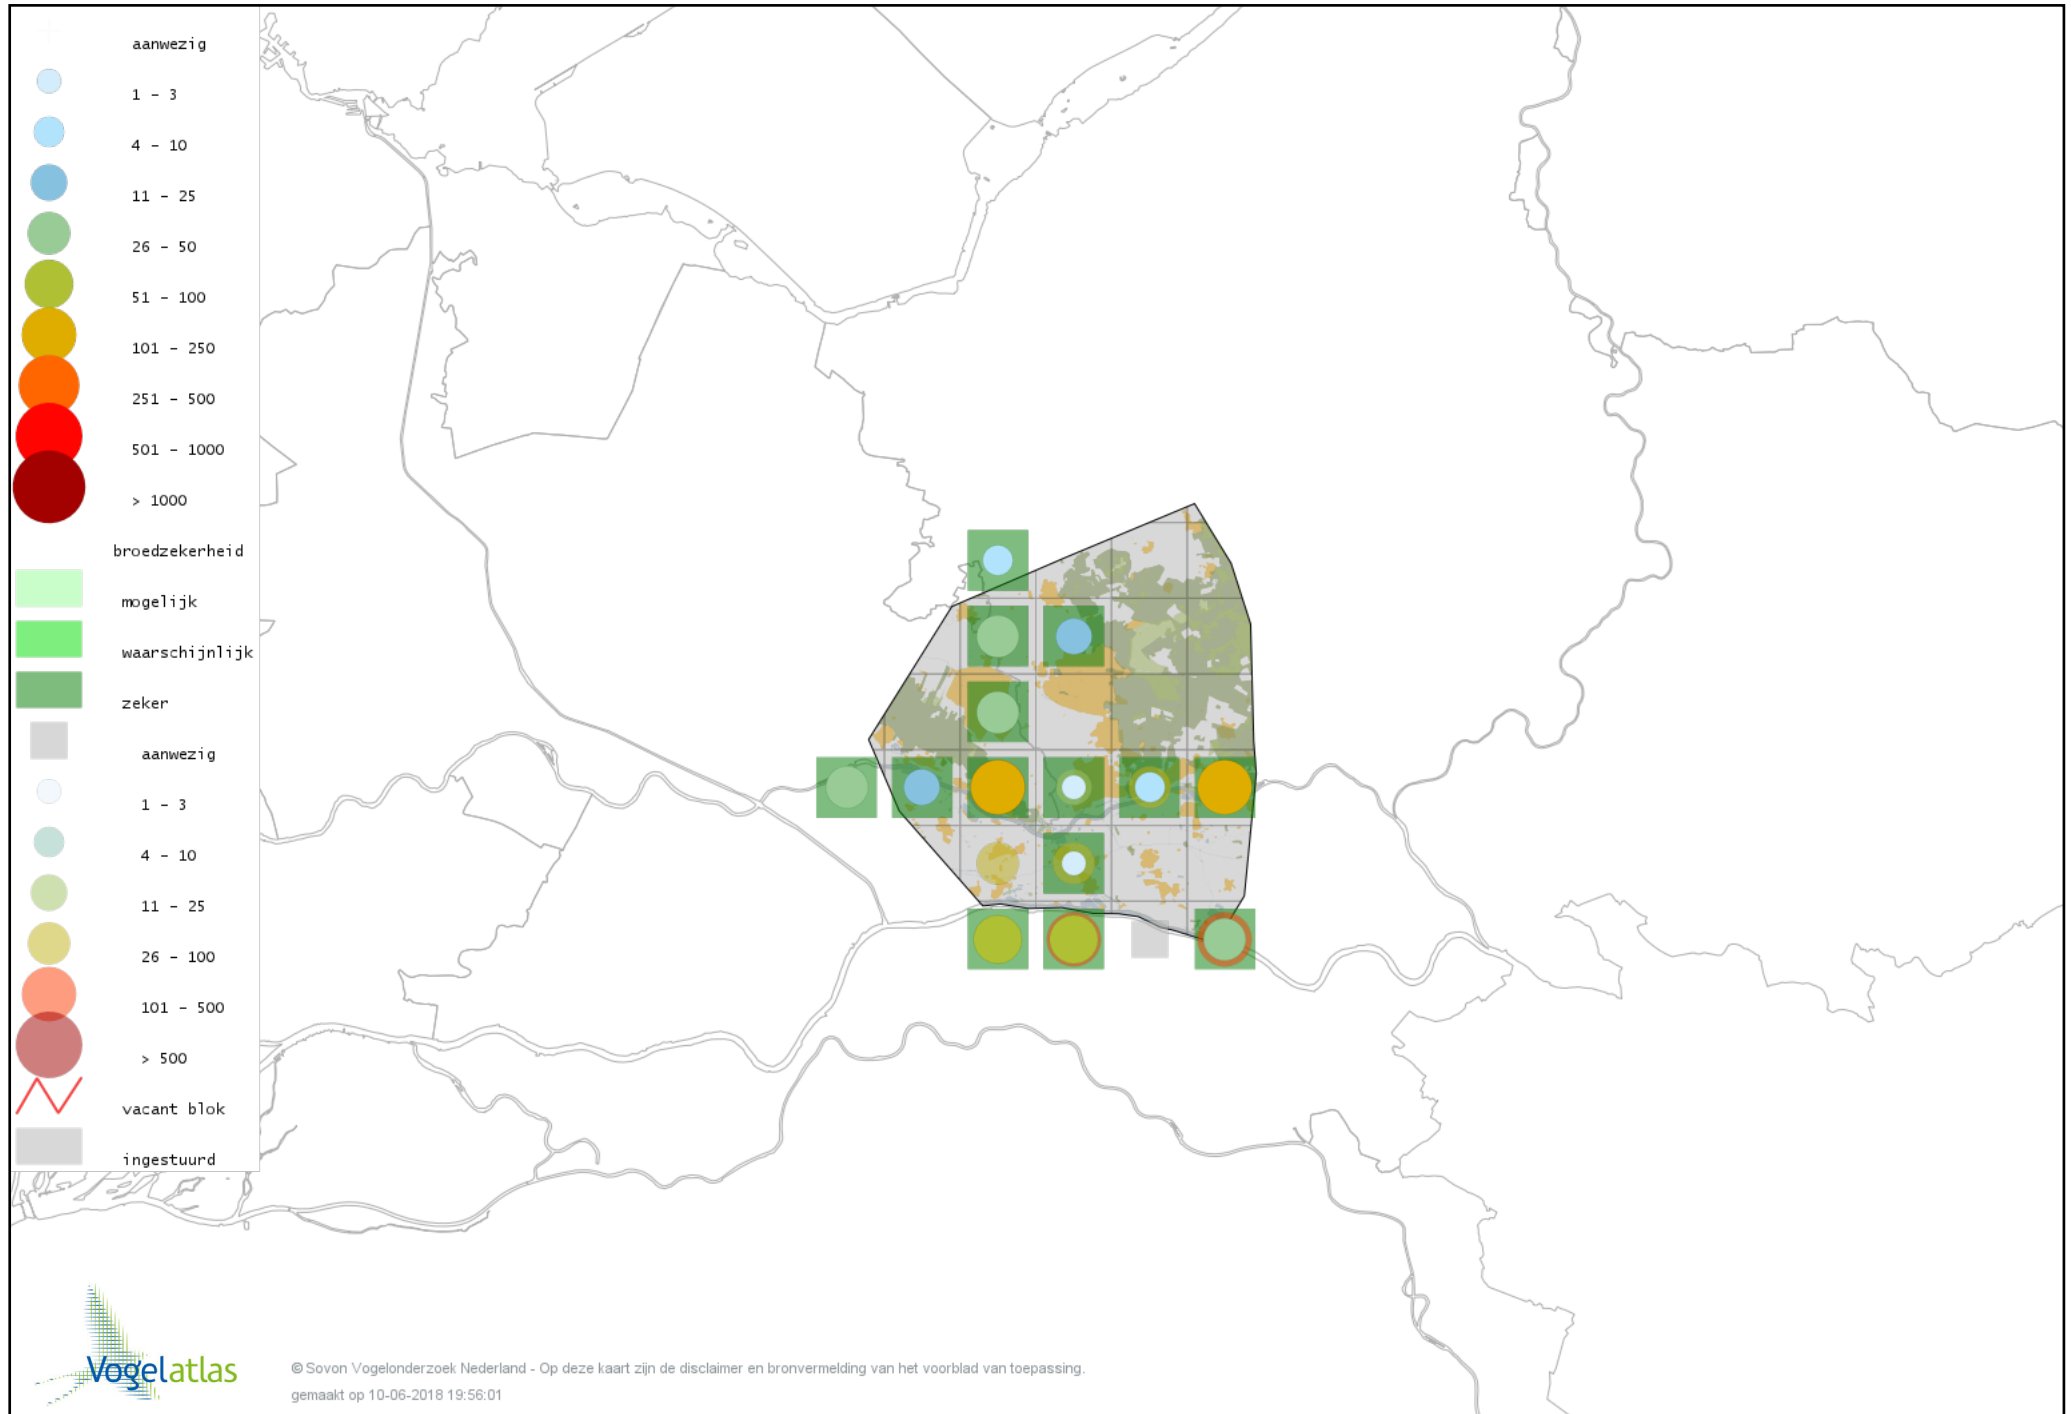 aanwezig
1 – 3
4 – 10
11 – 25
26 – 50
51 – 100
101 – 250
251 – 500
501 – 1000
> 1000
broedzekerheid
mogelijk
waarschijnlijk
zeker
aanwezig
1 – 3
4 – 10
11 – 25
26 – 100
101 – 500
> 500
vacant blok
ingestuurd
Vogelatlas
© Sovon Vogelonderzoek Nederland - Op deze kaart zijn de disclaimer en bronvermelding van het voorblad van toepassing.
gemaakt op 10-06-2018 19:56:01